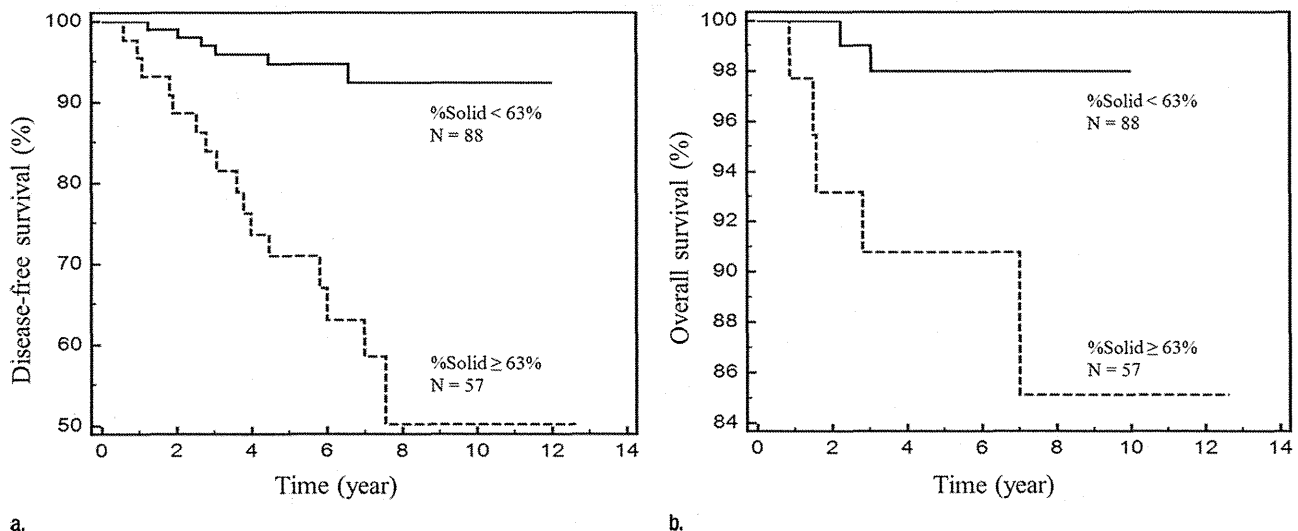 Disease-free survival (%)
100
90
80
70
60
50
%Solid < 63%
N = 88
%Solid ≥ 63%
N = 57
0 2 4 6 8 10 12 14
Time (year)
a.
Overall survival (%)
100
98
96
94
92
90
88
86
84
%Solid < 63%
N = 88
%Solid ≥ 63%
N = 57
0 2 4 6 8 10 12 14
Time (year)
b.